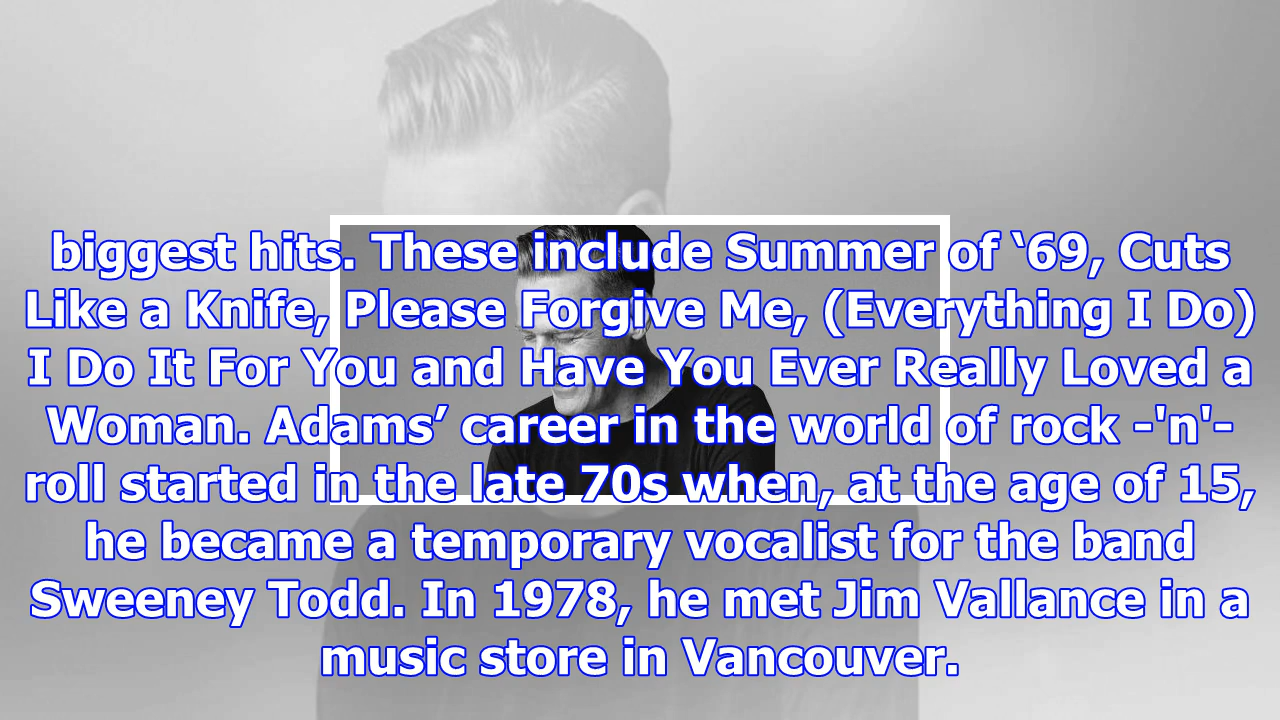 biggest hits. These include Summer of ‘69, Cuts
Like a Knife, Please Forgive Me, (Everything I Do)
I Do It For You and Have You Ever Really Loved a
Woman. Adams’ career in the world of rock -'n'-
roll started in the late 70s when, at the age of 15,
he became a temporary vocalist for the band
Sweeney Todd. In 1978, he met Jim Vallance in a
music store in Vancouver.